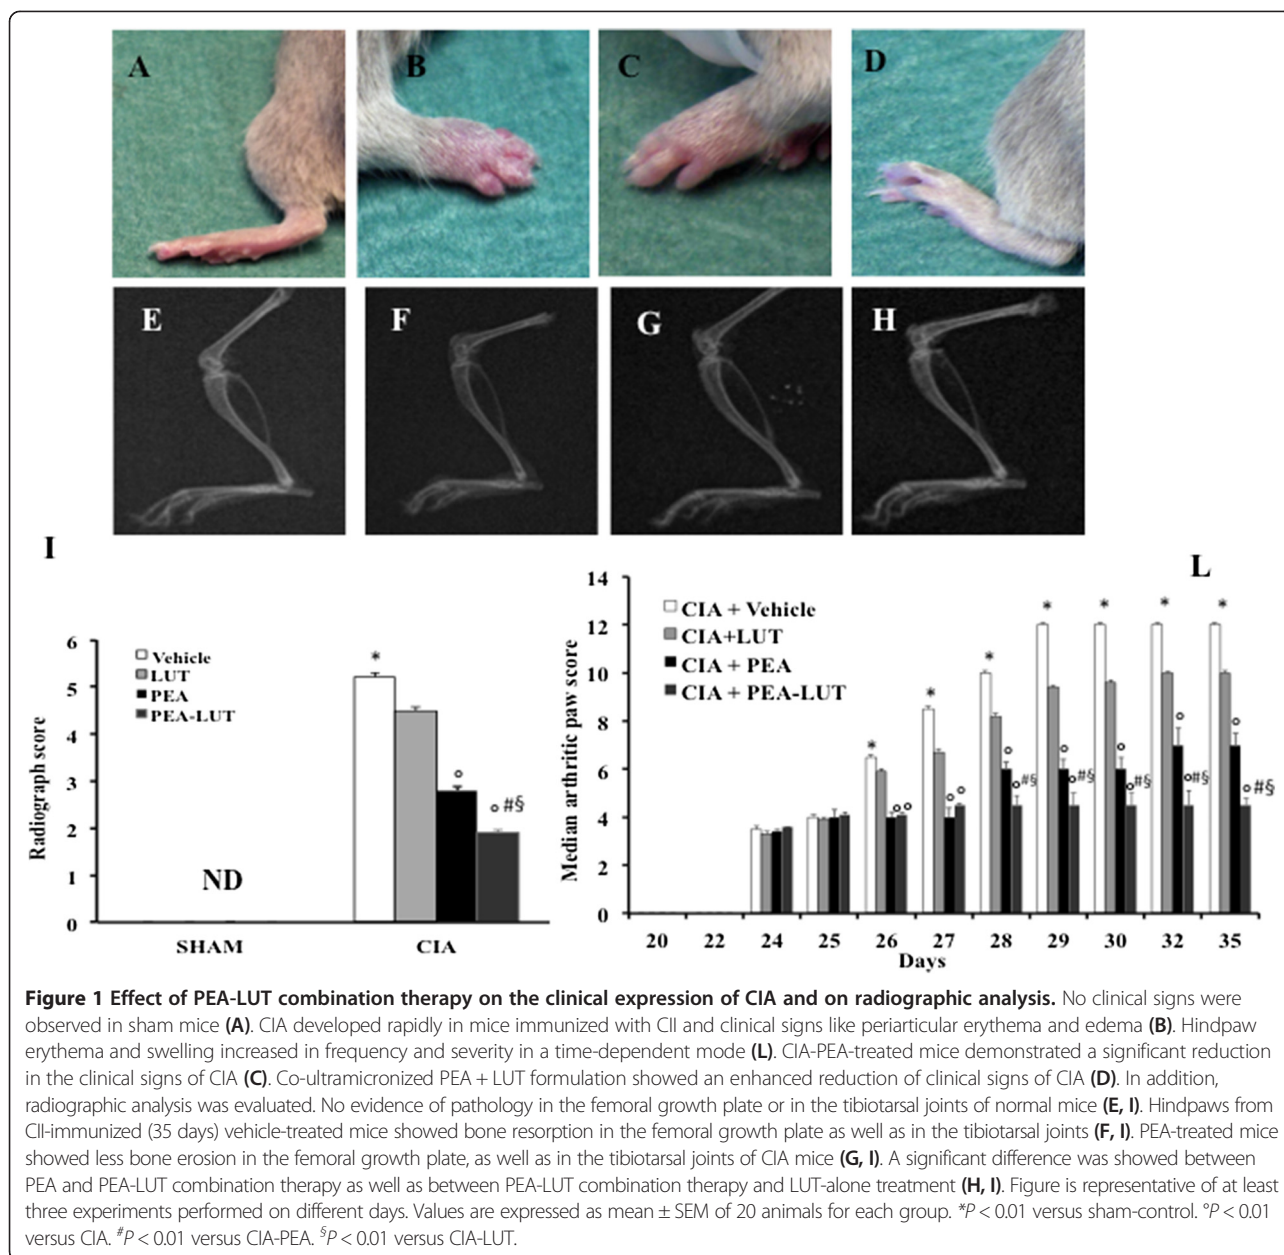 A
B
C
D
E
F
G
H
I
L
6
5
4
3
2
1
0
Radiograph score
Vehicle
LUT
PEA
PEA-LUT
*
°
° #§
ND
SHAM
CIA
14
12
10
8
6
4
2
0
Median arthritic paw score
CIA + Vehicle
CIA+LUT
CIA + PEA
CIA + PEA-LUT
* * * * * * *
° ° ° ° ° ° ° ° °
°#§ °#§ °#§ °#§ °#§
20 22 24 25 26 27 28 29 30 32 35
Days
Figure 1 Effect of PEA-LUT combination therapy on the clinical expression of CIA and on radiographic analysis. No clinical signs were
observed in sham mice (A). CIA developed rapidly in mice immunized with CII and clinical signs like periarticular erythema and edema (B). Hindpaw
erythema and swelling increased in frequency and severity in a time-dependent mode (L). CIA-PEA-treated mice demonstrated a significant reduction
in the clinical signs of CIA (C). Co-ultramicronized PEA + LUT formulation showed an enhanced reduction of clinical signs of CIA (D). In addition,
radiographic analysis was evaluated. No evidence of pathology in the femoral growth plate or in the tibiotarsal joints of normal mice (E, I). Hindpaws from
CII-immunized (35 days) vehicle-treated mice showed bone resorption in the femoral growth plate as well as in the tibiotarsal joints (F, I). PEA-treated mice
showed less bone erosion in the femoral growth plate, as well as in the tibiotarsal joints of CIA mice (G, I). A significant difference was showed between
PEA and PEA-LUT combination therapy as well as between PEA-LUT combination therapy and LUT-alone treatment (H, I). Figure is representative of at least
three experiments performed on different days. Values are expressed as mean ± SEM of 20 animals for each group. *P < 0.01 versus sham-control. °P < 0.01
versus CIA. #P < 0.01 versus CIA-PEA. §P < 0.01 versus CIA-LUT.